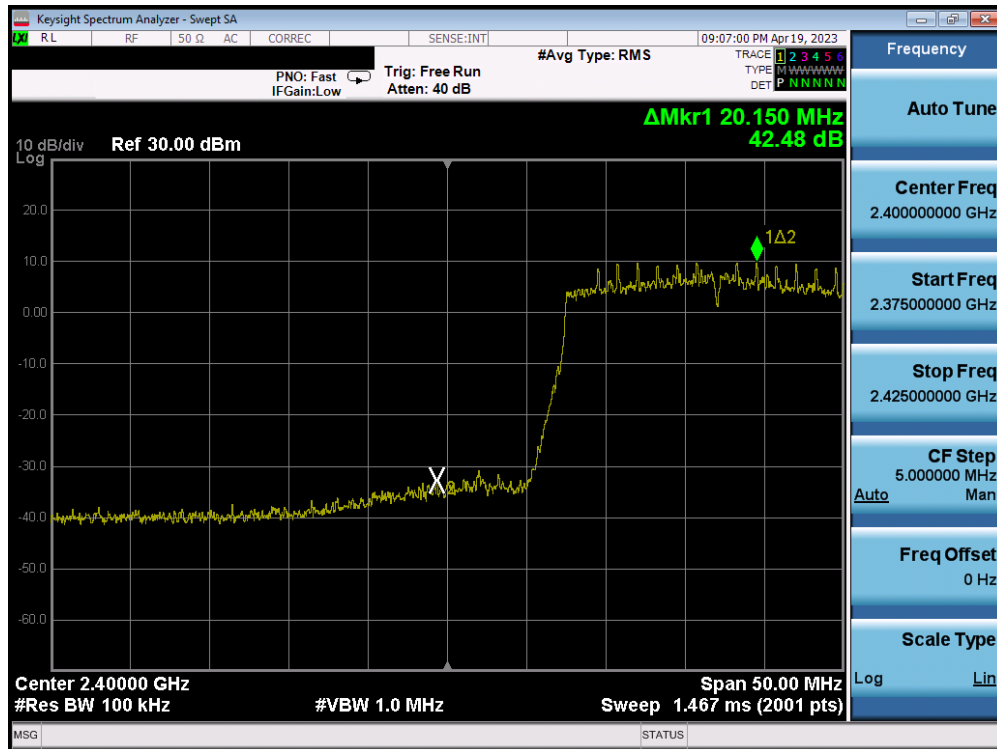 Keysight Spectrum Analyzer - Swept SA
LXI RL RF 50 Ω AC CORREC SENSE:INT 09:07:00 PM Apr 19, 2023
#Avg Type: RMS
TRACE 1 2 3 4 5 6
TYPE M W W W W W
DET P N N N N N
PNO: Fast
IFGain:Low
Trig: Free Run
Atten: 40 dB
ΔMkr1 20.150 MHz
42.48 dB
10 dB/div
Log
Ref 30.00 dBm
20.0
10.0
0.00
-10.0
-20.0
-30.0
-40.0
-50.0
-60.0
1Δ2
X2
Center 2.40000 GHz
Span 50.00 MHz
#Res BW 100 kHz
#VBW 1.0 MHz
Sweep 1.467 ms (2001 pts)
MSG
STATUS
Frequency
Auto Tune
Center Freq
2.400000000 GHz
Start Freq
2.375000000 GHz
Stop Freq
2.425000000 GHz
CF Step
5.000000 MHz
Auto Man
Freq Offset
0 Hz
Scale Type
Log Lin